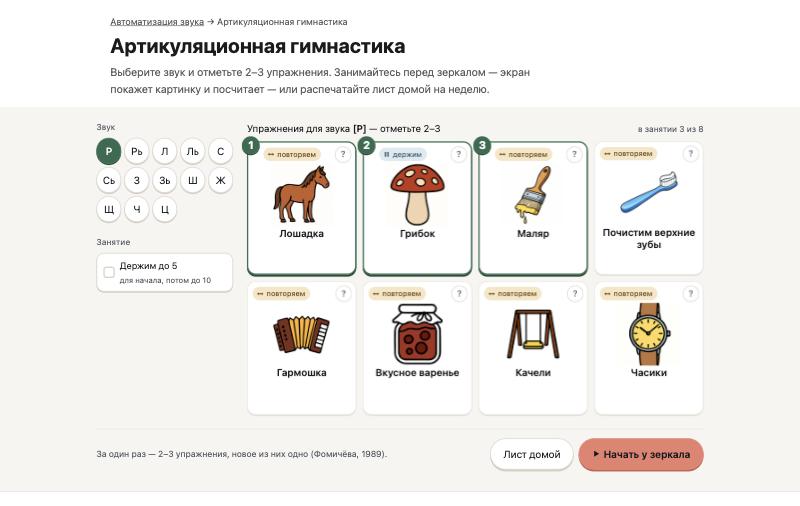 Автоматизация звука → Артикуляционная гимнастика
Артикуляционная гимнастика
Выберите звук и отметьте 2–3 упражнения. Занимайтесь перед зеркалом — экран
покажет картинку и посчитает — или распечатайте лист домой на неделю.
Звук
Р Рь Л Ль С
Сь З Зь Ш Ж
Щ Ч Ц
Занятие
Держим до 5
для начала, потом до 10
Упражнения для звука [Р] — отметьте 2–3
в занятии 3 из 8
1 ↔ повторяем ?
Лошадка
2 держим ?
Грибок
3 ↔ повторяем ?
Маляр
↔ повторяем ?
Почистим верхние
зубы
↔ повторяем ?
Гармошка
↔ повторяем ?
Вкусное варенье
↔ повторяем ?
Качели
↔ повторяем ?
Часики
За один раз — 2–3 упражнения, новое из них одно (Фомичёва, 1989).
Лист домой
Начать у зеркала